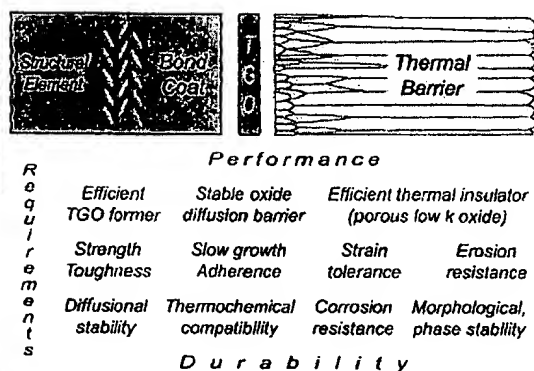 Structural
Element
Bond
Coat
TGO
Thermal
Barrier
Performance
Requirements
Efficient
TGO former
Stable oxide
diffusion barrier
Efficient thermal insulator
(porous low k oxide)
Strength
Toughness
Slow growth
Adherence
Strain
tolerance
Erosion
resistance
Diffusional
stability
Thermochemical
compatibility
Corrosion
resistance
Morphological,
phase stability
Durability